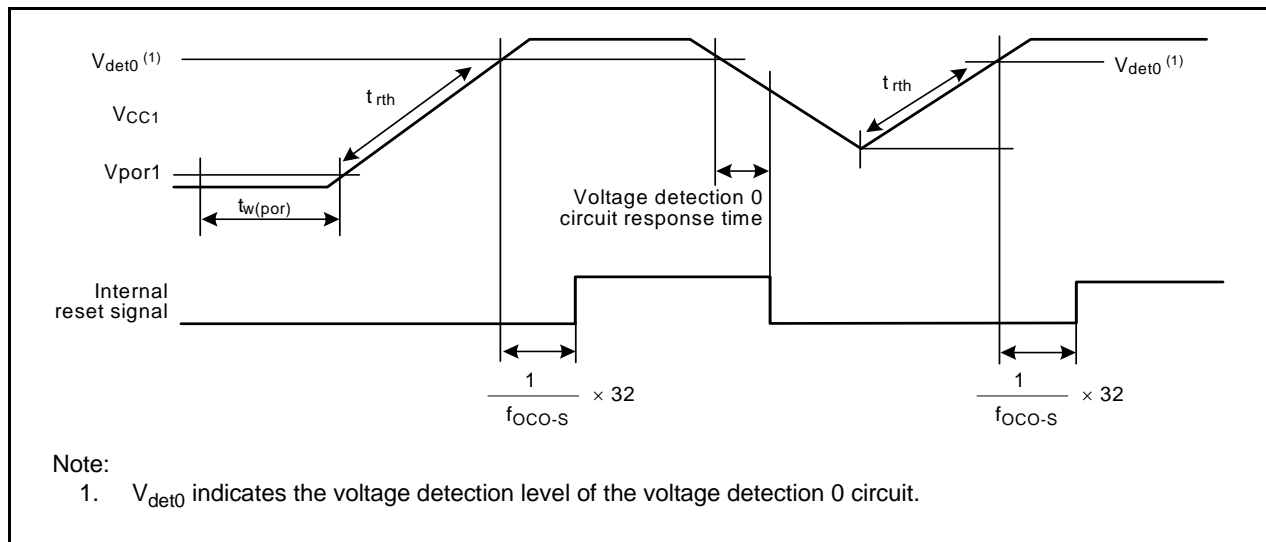 Vdet0 (1)
trth
VCC1
Vpor1
tw(por)
Voltage detection 0
circuit response time
trth
Vdet0 (1)
Internal
reset signal
1
fOCO-S
× 32
1
fOCO-S
× 32
Note:
1. Vdet0 indicates the voltage detection level of the voltage detection 0 circuit.